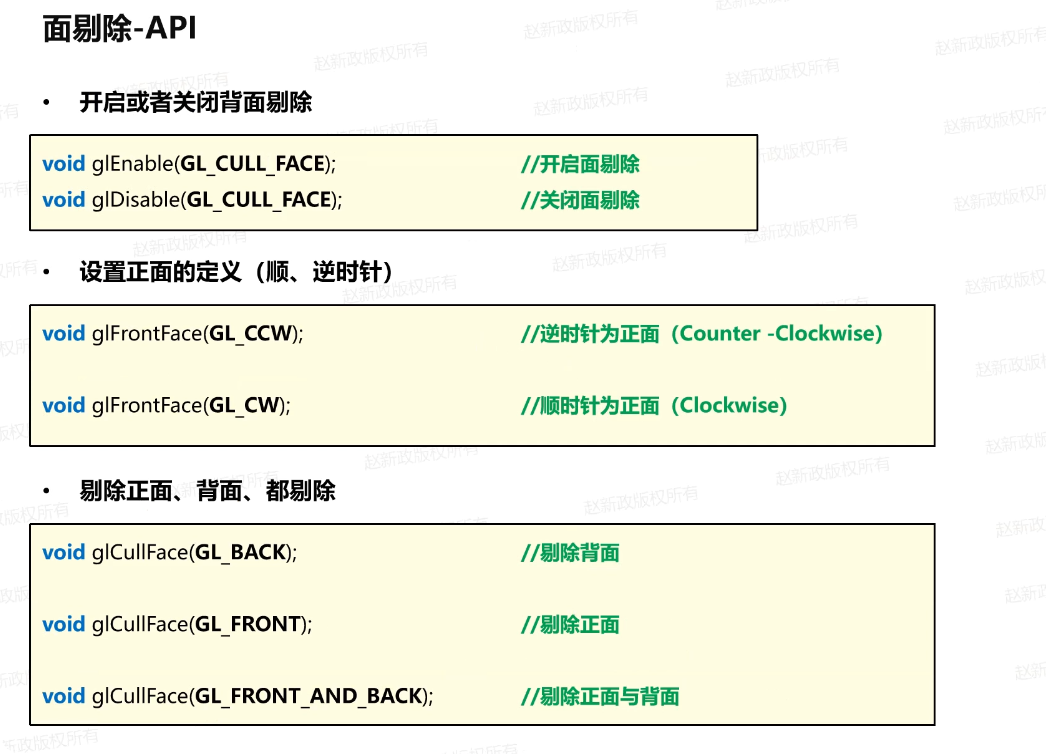 面剔除-API
• 开启或者关闭背面剔除
void glEnable(GL_CULL_FACE); //开启面剔除
void glDisable(GL_CULL_FACE); //关闭面剔除
• 设置正面的定义（顺、逆时针）
void glFrontFace(GL_CCW); //逆时针为正面（Counter -Clockwise）
void glFrontFace(GL_CW); //顺时针为正面（Clockwise）
• 剔除正面、背面、都剔除
void glCullFace(GL_BACK); //剔除背面
void glCullFace(GL_FRONT); //剔除正面
void glCullFace(GL_FRONT_AND_BACK); //剔除正面与背面
赵新政版权所有